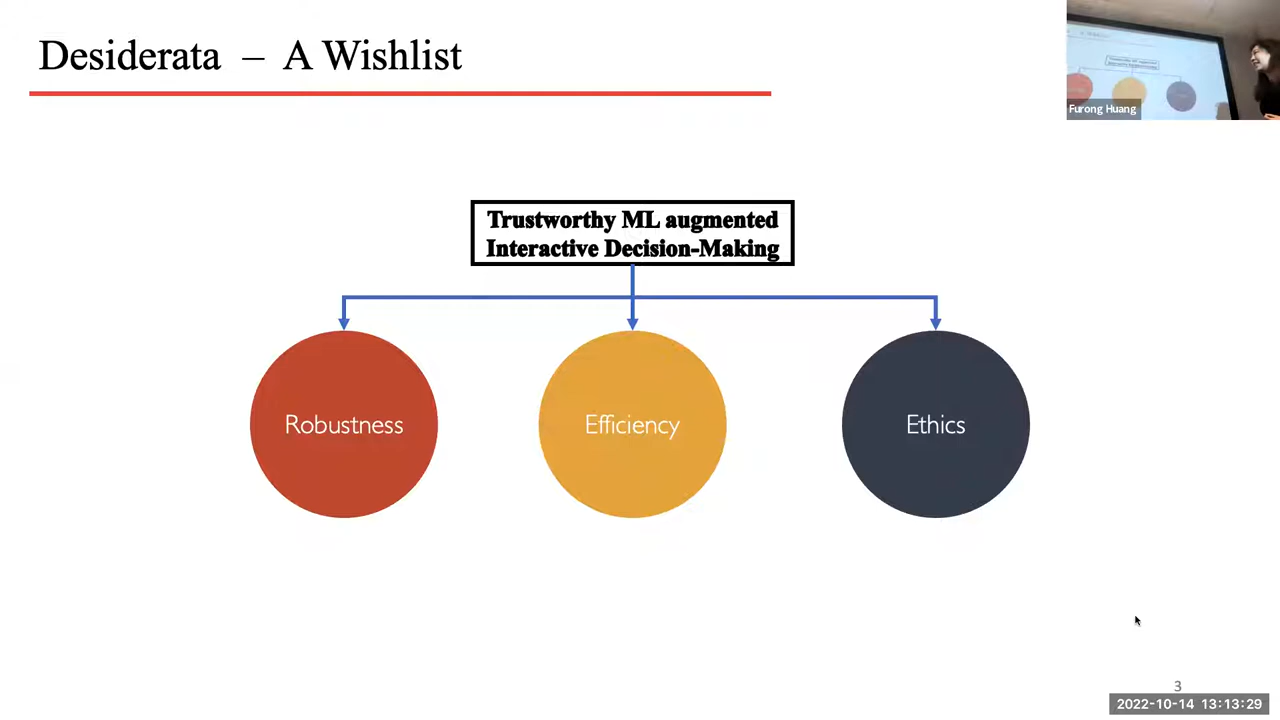 Desiderata – A Wishlist
Furong Huang
Trustworthy ML augmented
Interactive Decision-Making
Robustness
Efficiency
Ethics
3
2022-10-14 13:13:29